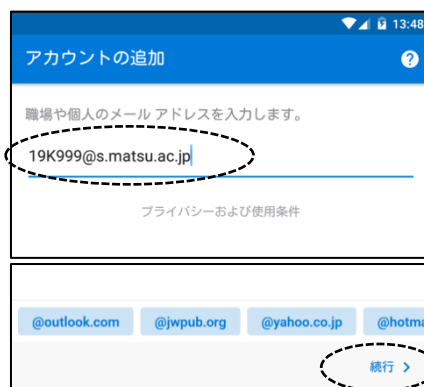 13:48
アカウントの追加
職場や個人のメール アドレスを入力します。
19K999@s.matsu.ac.jp
プライバシーおよび使用条件
@outlook.com @jwpub.org @yahoo.co.jp @hotma
続行